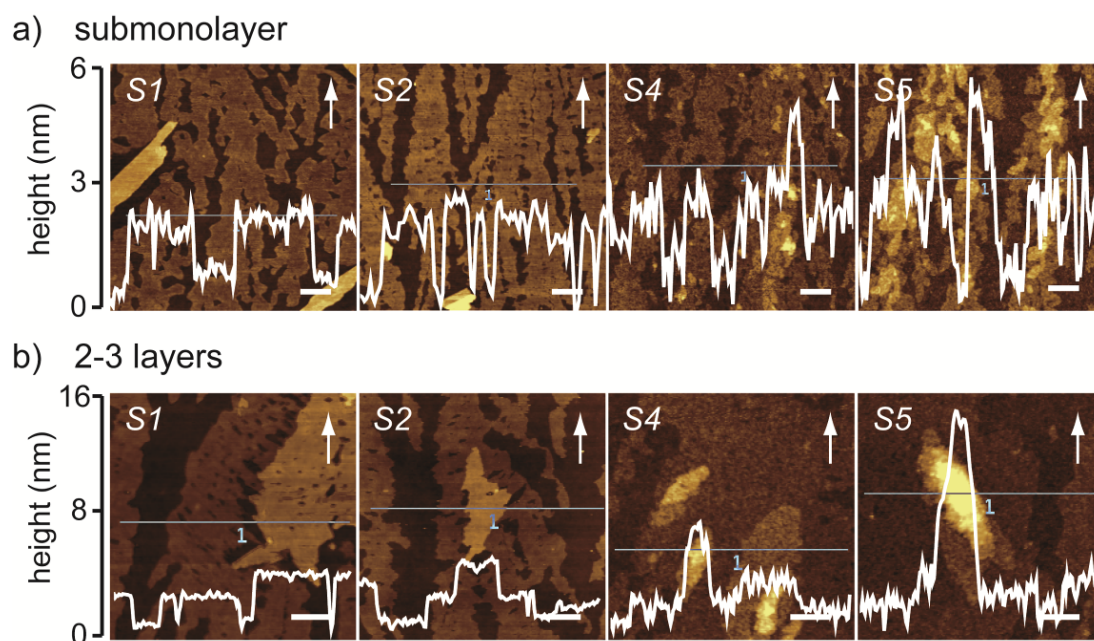 a) submonolayer
6
3
0
height (nm)
S1
S2
1
S4
1
S5
1
b) 2-3 layers
16
8
0
height (nm)
S1
1
S2
1
S4
1
S5
1